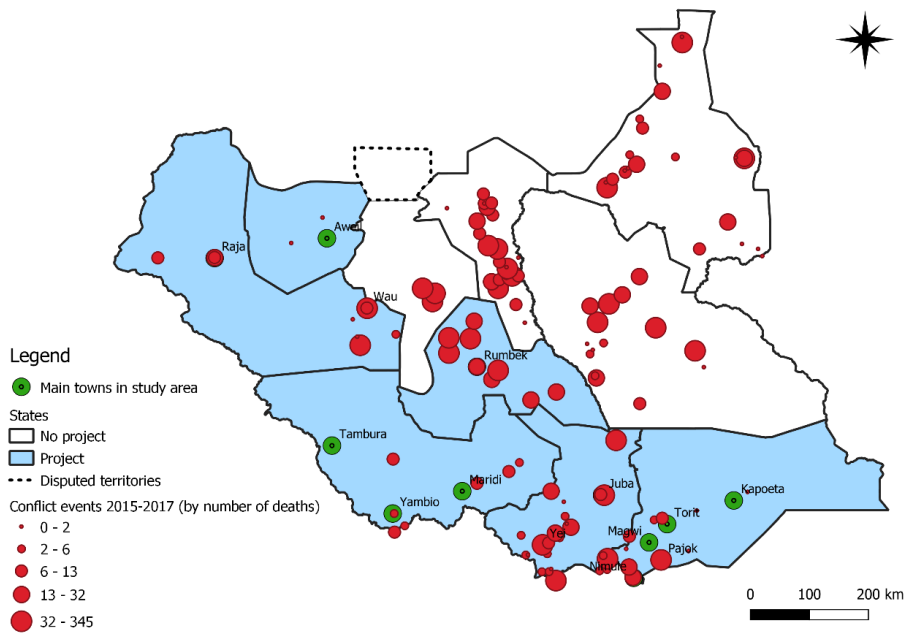 Raja
Aweil
Wau
Rumbek
Tambura
Maridi
Yambio
Juba
Kapoeta
Torit
Magwi
Yei
Pajok
Nimule
Legend
Main towns in study area
States
No project
Project
Disputed territories
Conflict events 2015-2017 (by number of deaths)
0 - 2
2 - 6
6 - 13
13 - 32
32 - 345
0 100 200 km